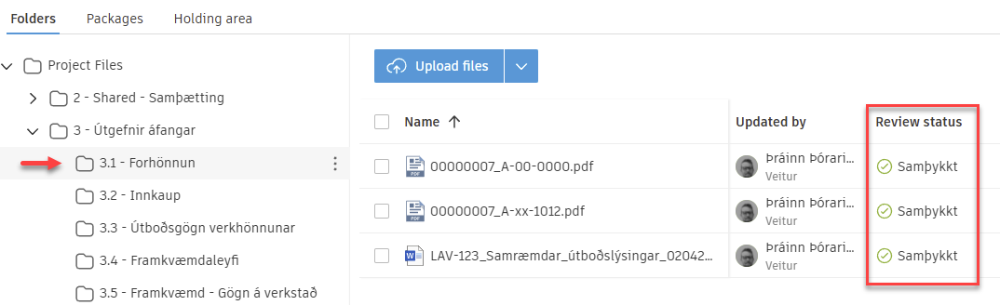 Folders Packages Holding area
Project Files
2 - Shared - Samþætting
3 - Útgefnir áfangar
3.1 - Forhönnun
3.2 - Innkaup
3.3 - Útboðsgögn verkhönnunar
3.4 - Framkvæmdaleyfi
3.5 - Framkvæmd - Gögn á verkstað
Upload files
Name Updated by Review status
00000007_A-00-0000.pdf Þráinn Þórari... Samþykkt
Veitur
00000007_A-xx-1012.pdf Þráinn Þórari... Samþykkt
Veitur
LAV-123_Samræmdar_útboðslýsingar_02042... Þráinn Þórari... Samþykkt
Veitur
PDF
PDF
W